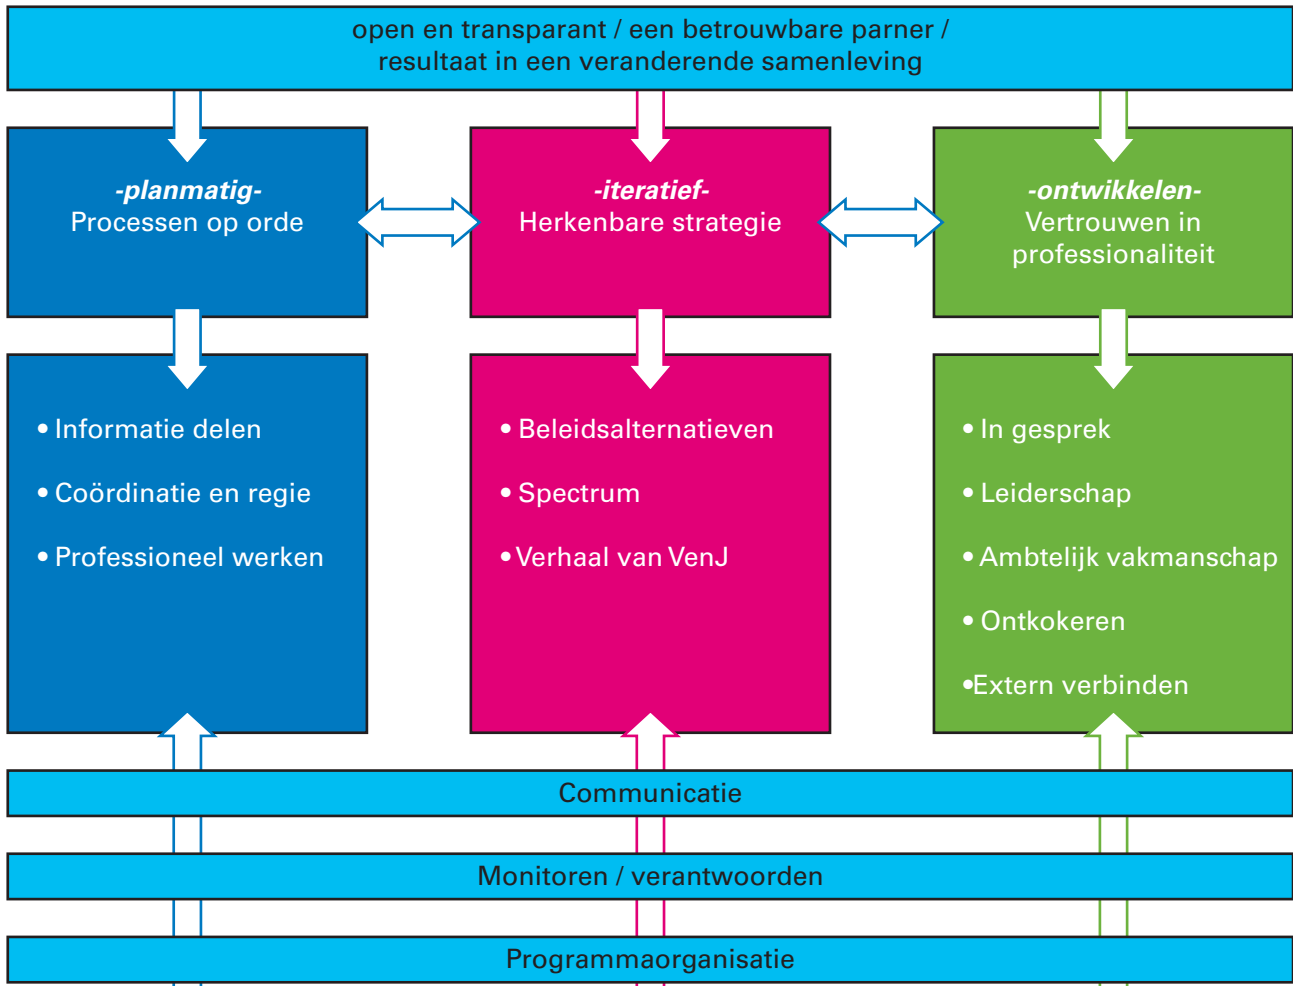 open en transparant / een betrouwbare parner /
resultaat in een veranderende samenleving
-planmatig-
Processen op orde
-iteratief-
Herkenbare strategie
-ontwikkelen-
Vertrouwen in
professionaliteit
• Informatie delen
• Coördinatie en regie
• Professioneel werken
• Beleidsalternatieven
• Spectrum
• Verhaal van VenJ
• In gesprek
• Leiderschap
• Ambtelijk vakmanschap
• Ontkokeren
•Extern verbinden
Communicatie
Monitoren / verantwoorden
Programmaorganisatie